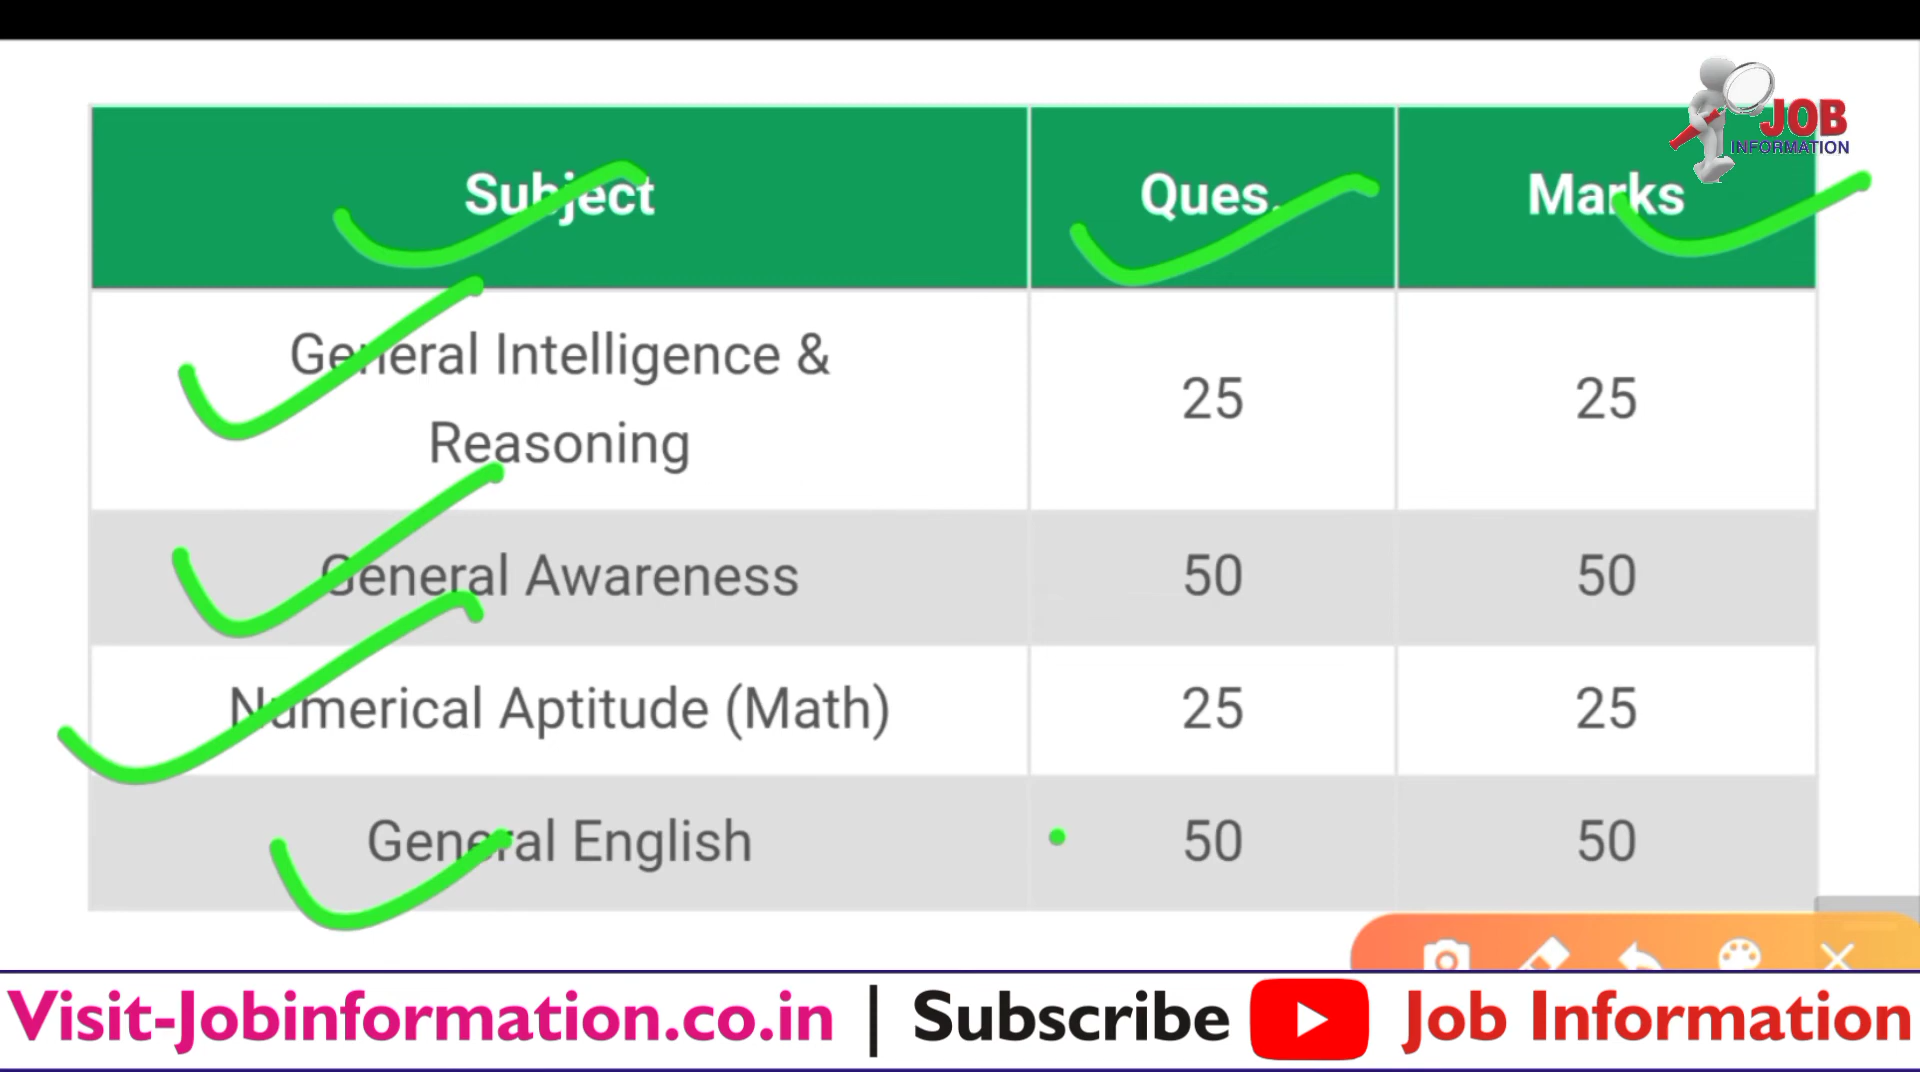 JOB
INFORMATION
Subject Ques. Marks
General Intelligence &
Reasoning 25 25
General Awareness 50 50
Numerical Aptitude (Math) 25 25
General English 50 50
Visit-Jobinformation.co.in | Subscribe Job Information